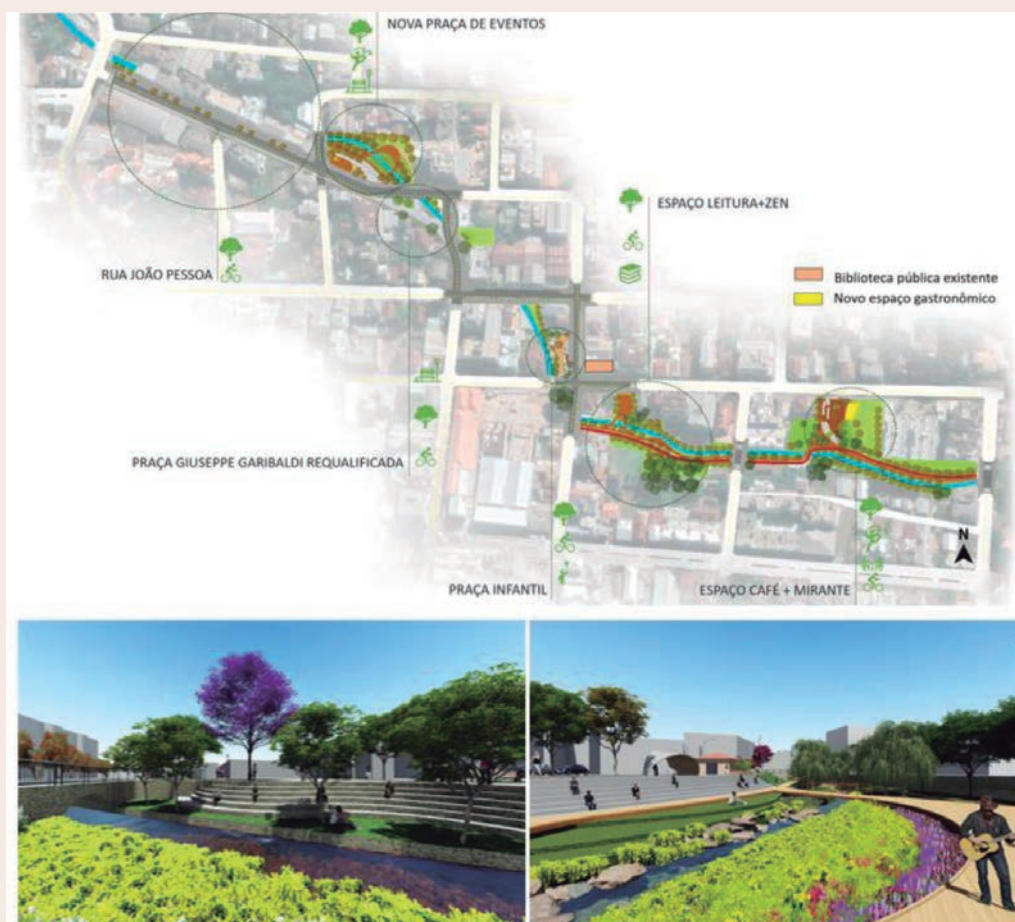 NOVA PRAÇA DE EVENTOS
ESPAÇO LEITURA+ZEN
RUA JOÃO PESSOA
Biblioteca pública existente
Novo espaço gastronômico
PRAÇA GIUSEPPE GARIBALDI REQUALIFICADA
N
PRAÇA INFANTIL
ESPAÇO CAFÉ + MIRANTE